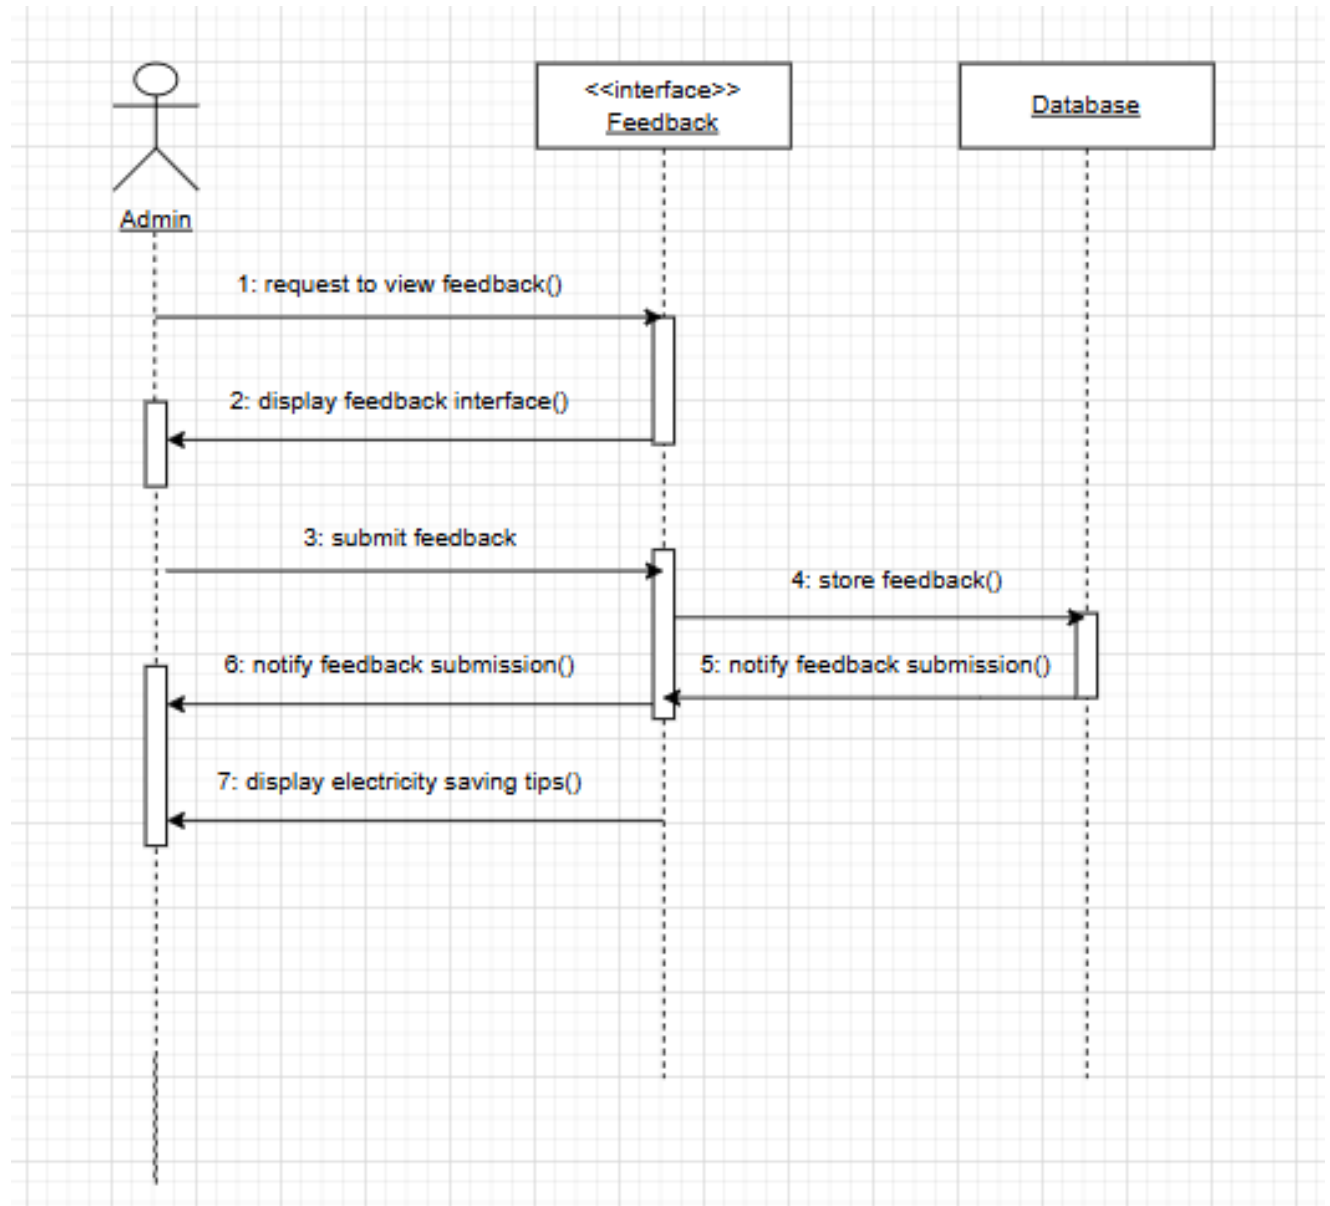 <<interface>>
Feedback
Database
Admin
1: request to view feedback()
2: display feedback interface()
3: submit feedback
4: store feedback()
6: notify feedback submission()
5: notify feedback submission()
7: display electricity saving tips()